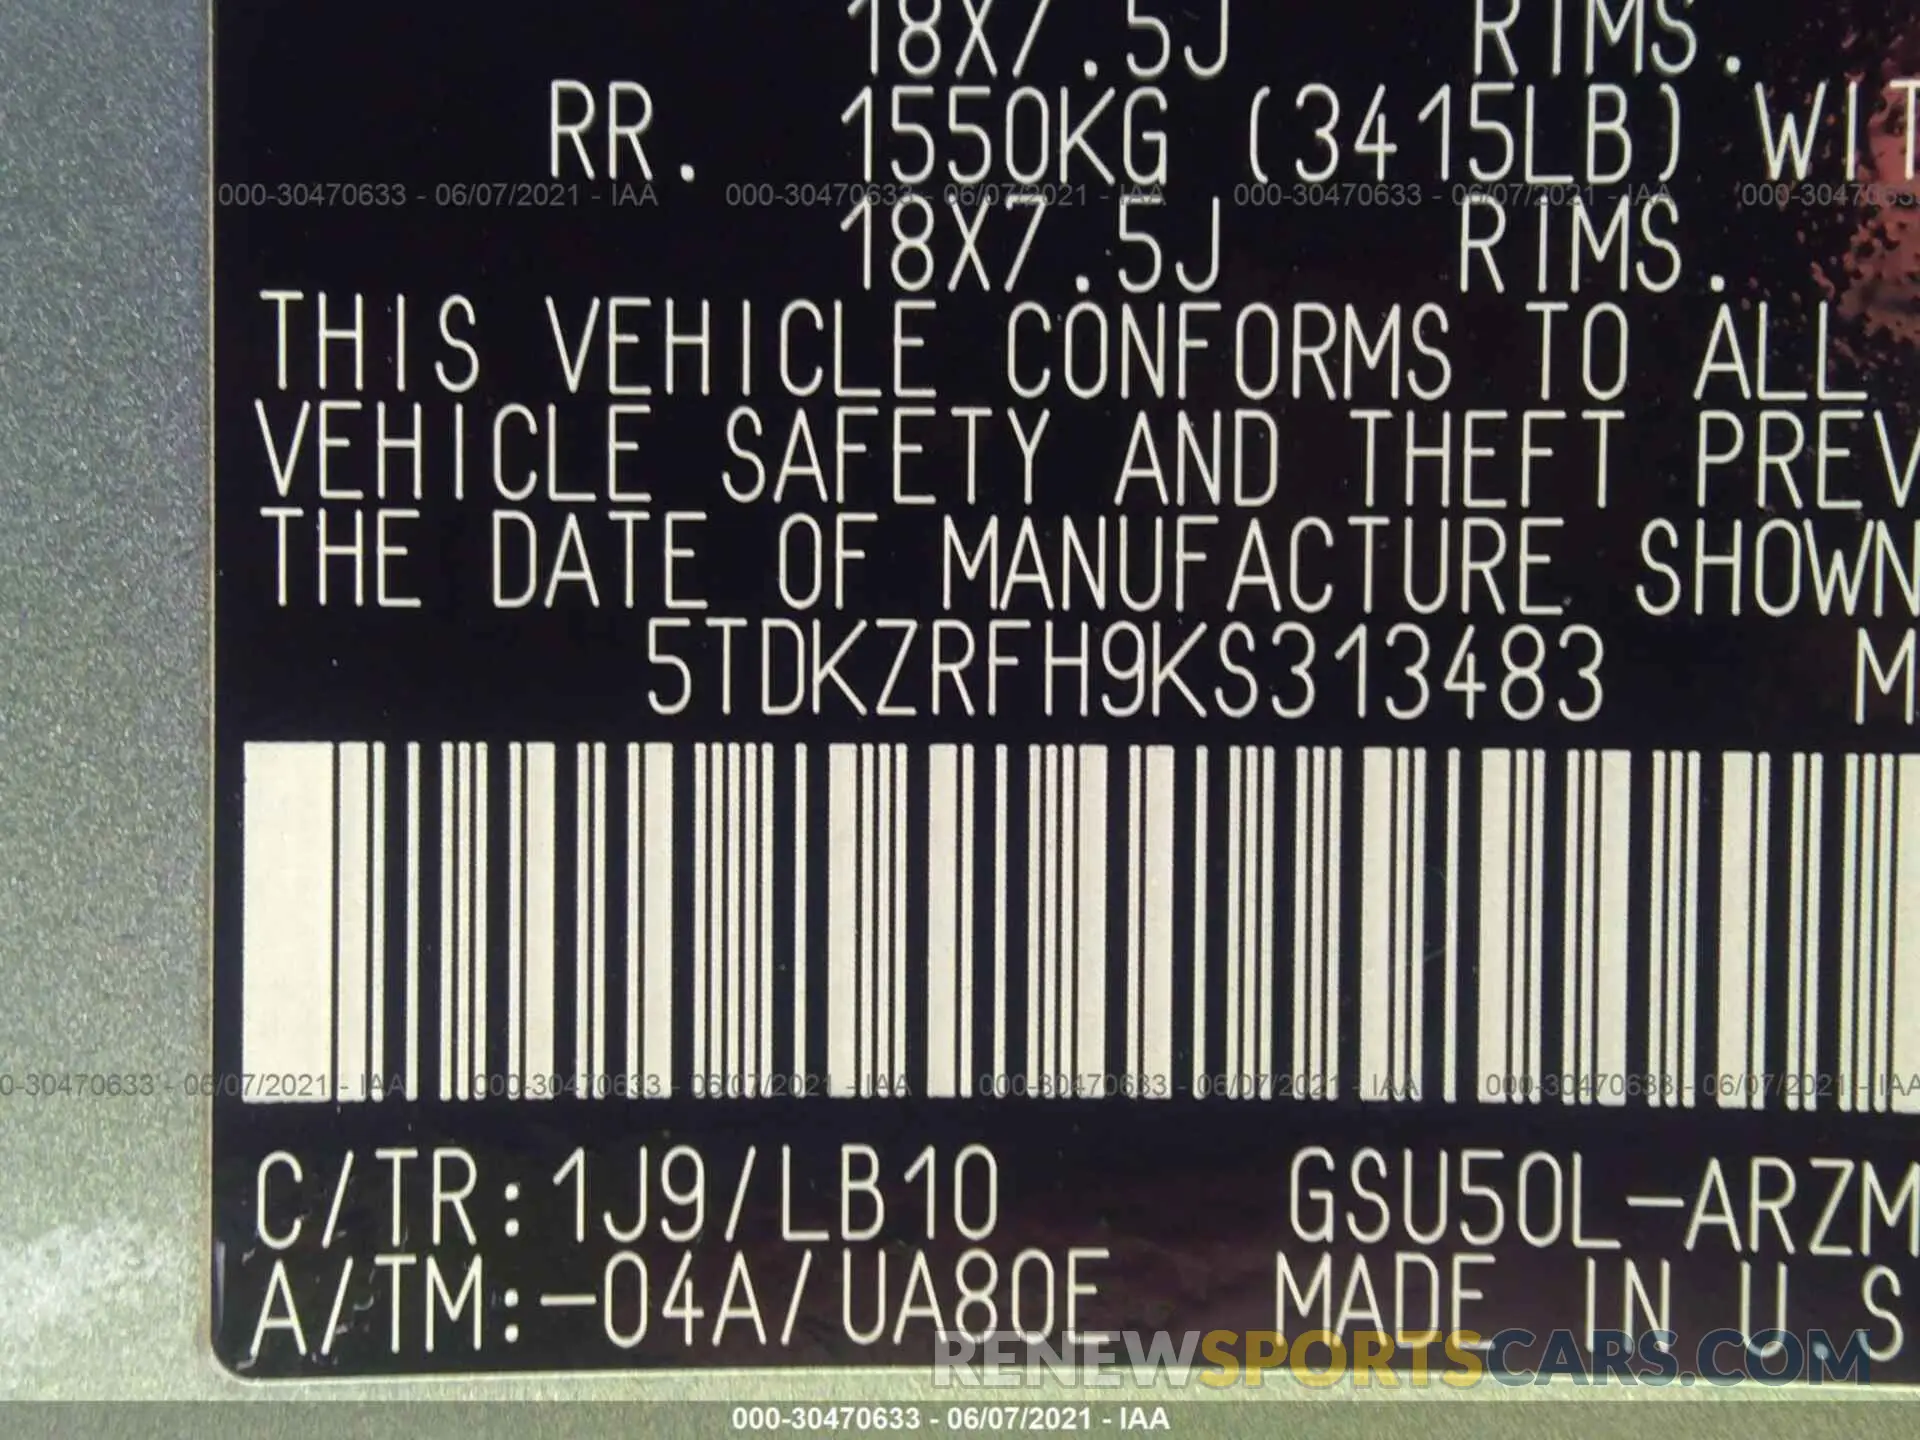 18X7.5J RIMS.
RR. 1550KG (3415LB) WIT
000-30470633 - 06/07/2021 - IAA 000-30470633 - 06/07/2021 - IAA 000-30470633 - 06/07/2021 - IAA 000-3047063
18X7.5J RIMS.
THIS VEHICLE CONFORMS TO ALL
VEHICLE SAFETY AND THEFT PREV
THE DATE OF MANUFACTURE SHOWN
5TDKZRFH9KS313483 M
0-30470633 - 06/07/2021 - IAA 000-30470633 - 06/07/2021 - IAA 000-30470633 - 06/07/2021 - IAA 000-30470633 - 06/07/2021 - IAA
C/TR:1J9/LB10 GSU50L-ARZM
A/TM:-04A/UA80E MADE IN U.S
RENEWSPORTSCARS.COM
000-30470633 - 06/07/2021 - IAA